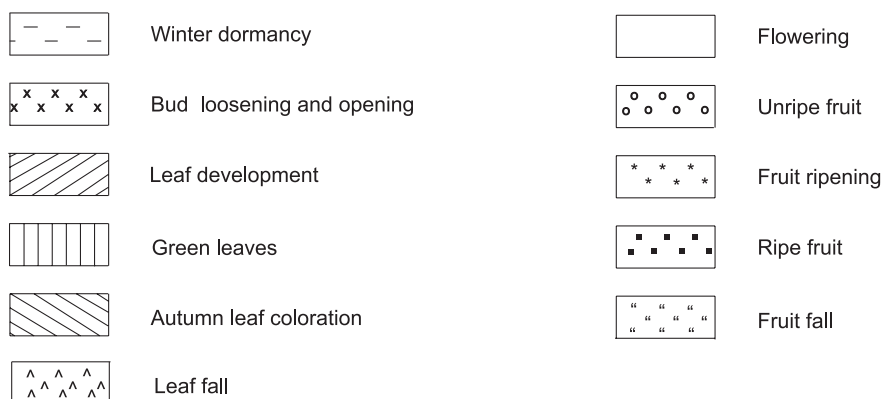 Winter dormancy
Flowering
Bud loosening and opening
Unripe fruit
Leaf development
Fruit ripening
Green leaves
Ripe fruit
Autumn leaf coloration
Fruit fall
Leaf fall